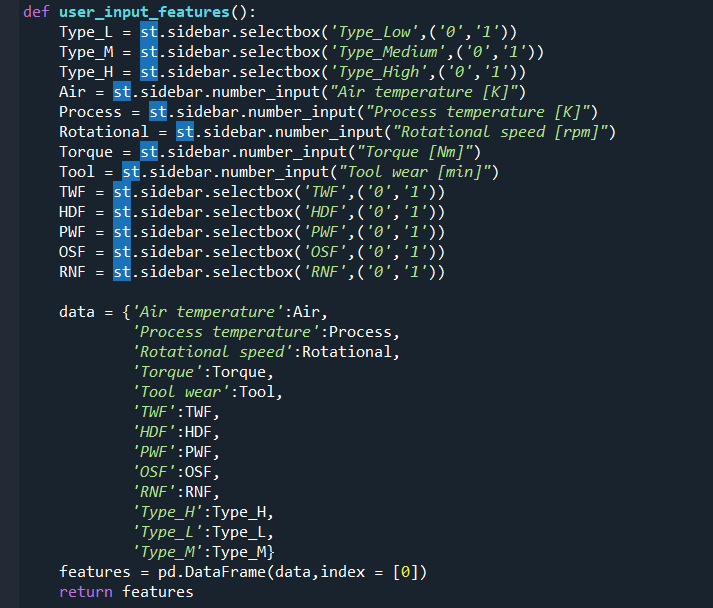 def user_input_features():
    Type_L = st.sidebar.selectbox('Type_Low',('0','1'))
    Type_M = st.sidebar.selectbox('Type_Medium',('0','1'))
    Type_H = st.sidebar.selectbox('Type_High',('0','1'))
    Air = st.sidebar.number_input("Air temperature [K]")
    Process = st.sidebar.number_input("Process temperature [K]")
    Rotational = st.sidebar.number_input("Rotational speed [rpm]")
    Torque = st.sidebar.number_input("Torque [Nm]")
    Tool = st.sidebar.number_input("Tool wear [min]")
    TWF = st.sidebar.selectbox('TWF',('0','1'))
    HDF = st.sidebar.selectbox('HDF',('0','1'))
    PWF = st.sidebar.selectbox('PWF',('0','1'))
    OSF = st.sidebar.selectbox('OSF',('0','1'))
    RNF = st.sidebar.selectbox('RNF',('0','1'))

    data = {'Air temperature':Air,
            'Process temperature':Process,
            'Rotational speed':Rotational,
            'Torque':Torque,
            'Tool wear':Tool,
            'TWF':TWF,
            'HDF':HDF,
            'PWF':PWF,
            'OSF':OSF,
            'RNF':RNF,
            'Type_H':Type_H,
            'Type_L':Type_L,
            'Type_M':Type_M}
    features = pd.DataFrame(data,index = [0])
    return features